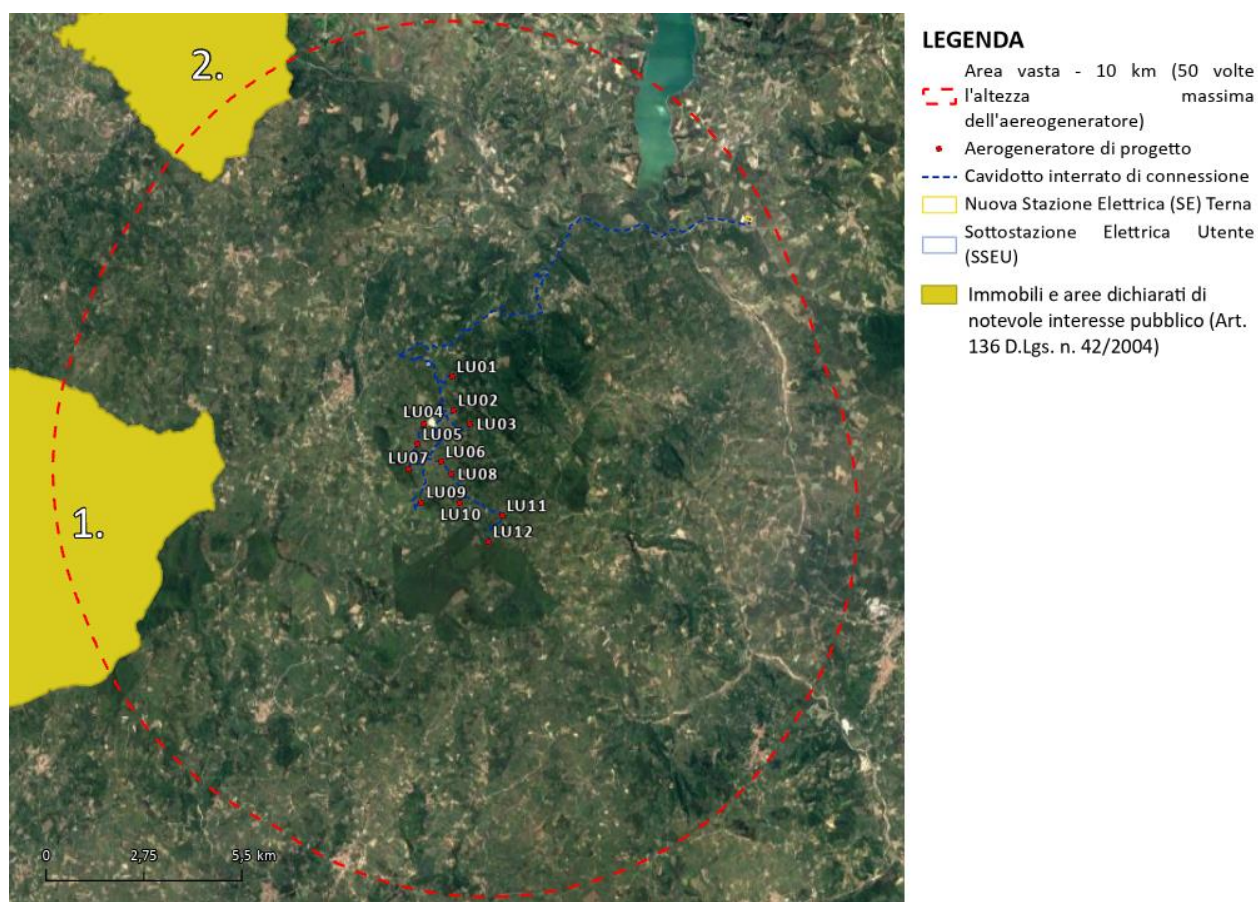 2.
1.
LU01
LU02
LU04
LU03
LU05
LU06
LU07
LU08
LU09
LU10
LU11
LU12
0 2,75 5,5 km
LEGENDA
Area vasta - 10 km (50 volte
l'altezza massima
dell'aereogeneratore)
Aerogeneratore di progetto
Cavidotto interrato di connessione
Nuova Stazione Elettrica (SE) Terna
Sottostazione Elettrica Utente
(SSEU)
Immobili e aree dichiarati di
notevole interesse pubblico (Art.
136 D.Lgs. n. 42/2004)